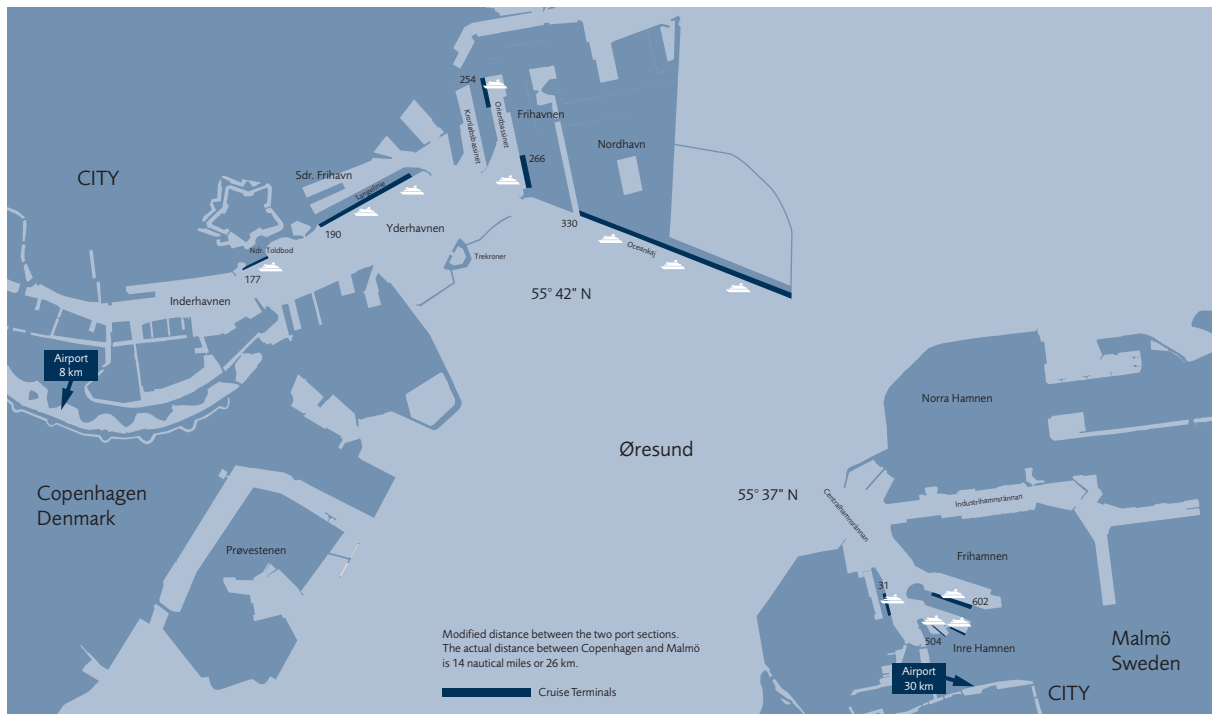 254
Kronløbsbassinet
Orientbassinet
Frihavnen
Nordhavn
266
CITY
Sdr. Frihavn
Langelinie
190
Yderhavnen
330
Oceankaj
Ndr. Toldbod
177
Trekroner
Inderhavnen
55° 42" N
Airport
8 km
Norra Hamnen
Øresund
Copenhagen
Denmark
55° 37" N
Centralhamnsrännan
Industrihamnsrännan
Prøvestenen
Frihamnen
31
602
504
Inre Hamnen
Malmö
Sweden
Airport
30 km
CITY
Modified distance between the two port sections.
The actual distance between Copenhagen and Malmö
is 14 nautical miles or 26 km.
Cruise Terminals